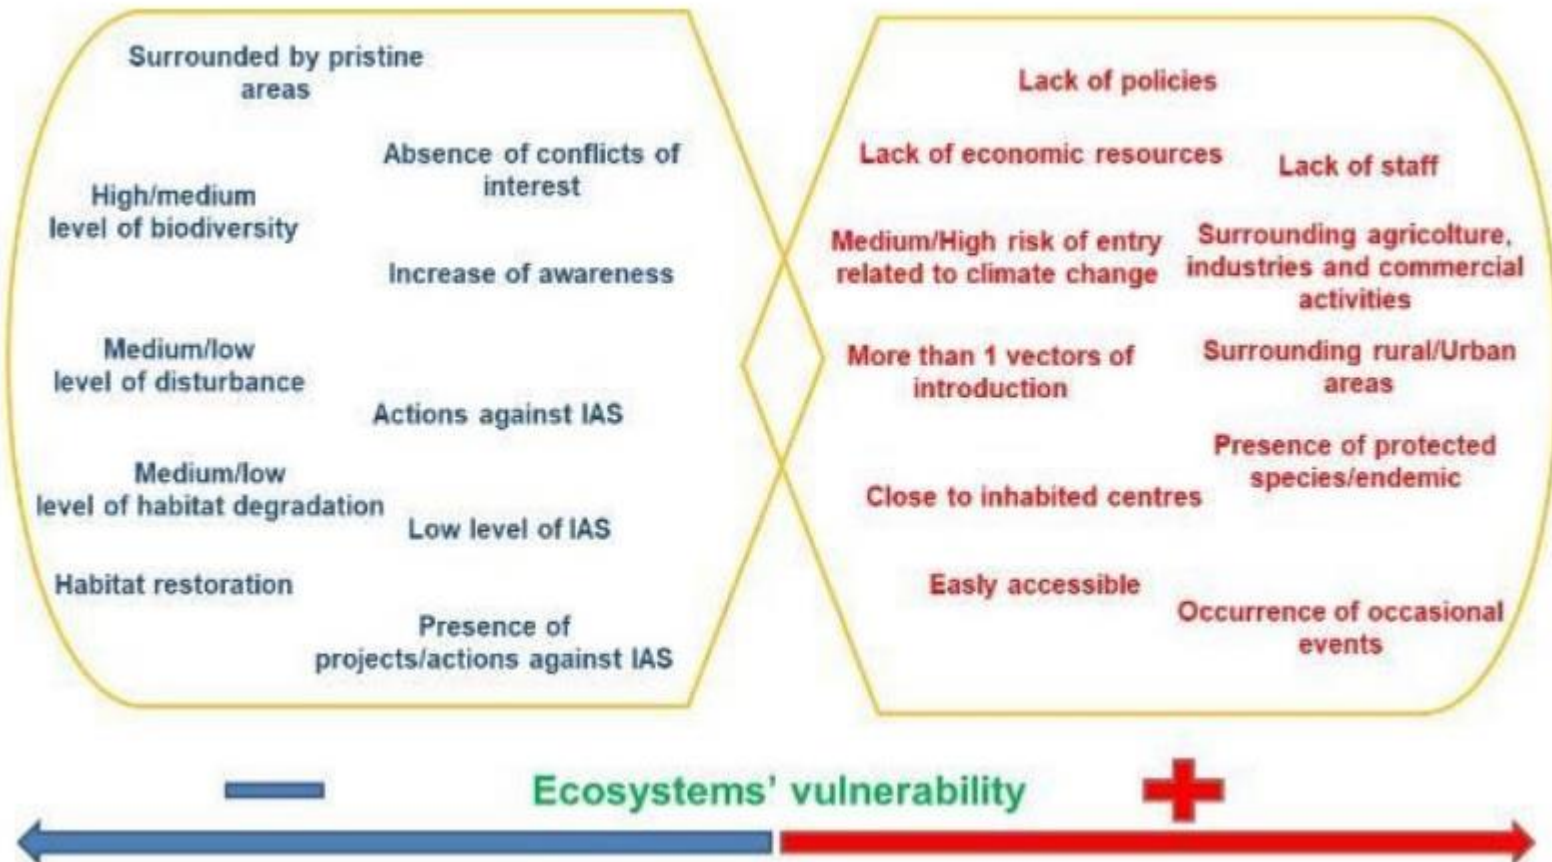 Surrounded by pristine
areas
Absence of conflicts of
interest
High/medium
level of biodiversity
Increase of awareness
Medium/low
level of disturbance
Actions against IAS
Medium/low
level of habitat degradation
Low level of IAS
Habitat restoration
Presence of
projects/actions against IAS
Lack of policies
Lack of economic resources
Lack of staff
Medium/High risk of entry
related to climate change
Surrounding agricolture,
industries and commercial
activities
More than 1 vectors of
introduction
Surrounding rural/Urban
areas
Presence of protected
species/endemic
Close to inhabited centres
Easly accessible
Occurrence of occasional
events
Ecosystems' vulnerability